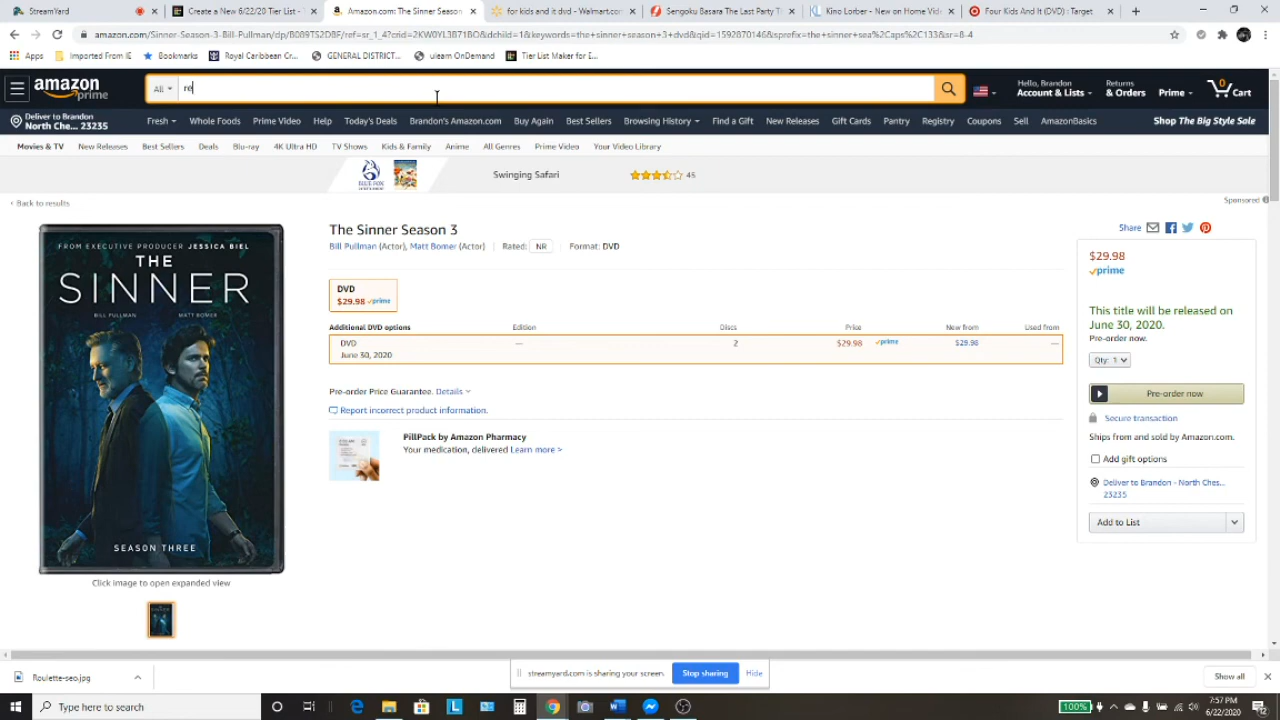 StreamYard
Create a New 6/22/20 Tier List -
Amazon.com: The Sinner Season
for kids and it dvd - Walmart.co
Sengoku Basara The Last Party T
Kino Lorber - New on Home Vide
Four Kids And It (DVD) : Target
amazon.com/Sinner-Season-3-Bill-Pullman/dp/B089TS2DBF/ref=sr_1_4?crid=2KW0YL3B71BO&dchild=1&keywords=the+sinner+season+3+dvd&qid=1592870146&sprefix=the+sinner+sea%2Caps%2C133&sr=8-4
Apps
Imported From IE
Bookmarks
Royal Caribbean Cr...
GENERAL DISTRICT...
ulearn OnDemand
Tier List Maker for E...
amazon prime
All
re
Hello, Brandon
Account & Lists
Returns
& Orders
Prime
0
Cart
Deliver to Brandon
North Ches... 23235
Fresh
Whole Foods
Prime Video
Help
Today's Deals
Brandon's Amazon.com
Buy Again
Best Sellers
Browsing History
Find a Gift
New Releases
Gift Cards
Pantry
Registry
Coupons
Sell
AmazonBasics
Shop The Big Style Sale
Movies & TV
New Releases
Best Sellers
Deals
Blu-ray
4K Ultra HD
TV Shows
Kids & Family
Anime
All Genres
Prime Video
Your Video Library
BLUE FOX
Swinging Safari
45
‹ Back to results
Sponsored
FROM EXECUTIVE PRODUCER JESSICA BIEL
THE
SINNER
BILL PULLMAN
MATT BOMER
SEASON THREE
Click image to open expanded view
The Sinner Season 3
Bill Pullman (Actor), Matt Bomer (Actor) | Rated: NR | Format: DVD
DVD
$29.98 prime
Additional DVD options
Edition
Discs
Price
New from
Used from
DVD
—
2
$29.98
prime
$29.98
—
June 30, 2020
Pre-order Price Guarantee. Details
Report incorrect product information.
PillPack by Amazon Pharmacy
Your medication, delivered Learn more >
Share
$29.98
prime
This title will be released on
June 30, 2020.
Pre-order now.
Qty: 1
Pre-order now
Secure transaction
Ships from and sold by Amazon.com.
Add gift options
Deliver to Brandon - North Ches...
23235
Add to List
Roulette-seo.jpg
streamyard.com is sharing your screen.
Stop sharing
Hide
Show all
Type here to search
100%
7:57 PM
6/22/2020
12